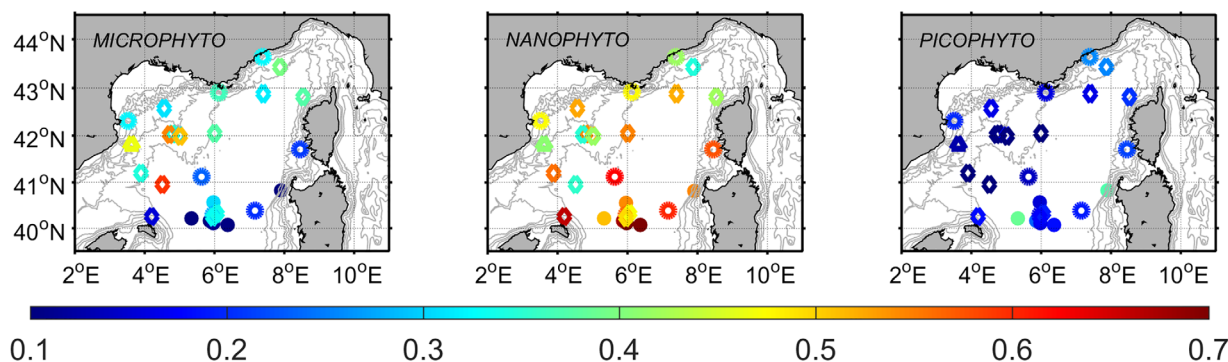 MICROPHYTO NANOPHYTO PICOPHYTO
44°N
43°N
42°N
41°N
40°N
2°E 4°E 6°E 8°E 10°E 2°E 4°E 6°E 8°E 10°E 2°E 4°E 6°E 8°E 10°E
0.1 0.2 0.3 0.4 0.5 0.6 0.7